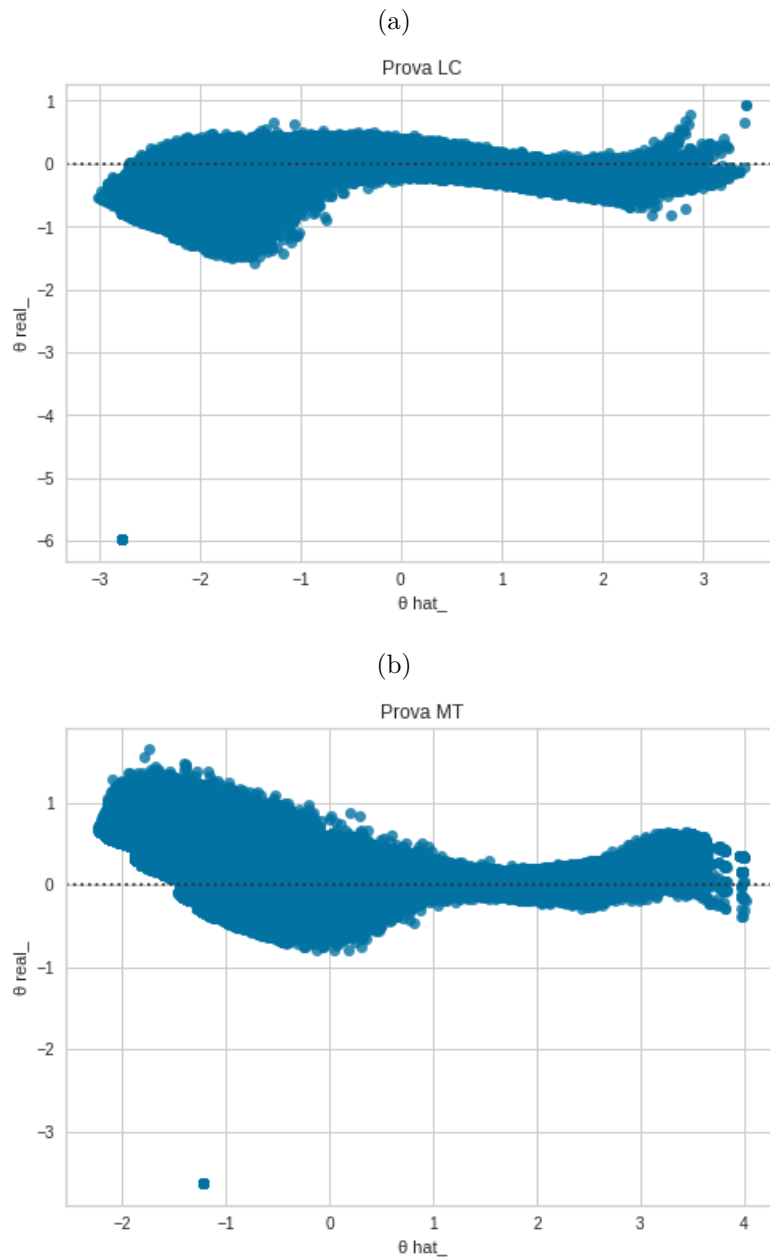 (a)
Prova LC
1
0
−1
−2
−3
−4
−5
−6
θ real_
−3 −2 −1 0 1 2 3
θ hat_
(b)
Prova MT
1
0
−1
−2
−3
θ real_
−2 −1 0 1 2 3 4
θ hat_